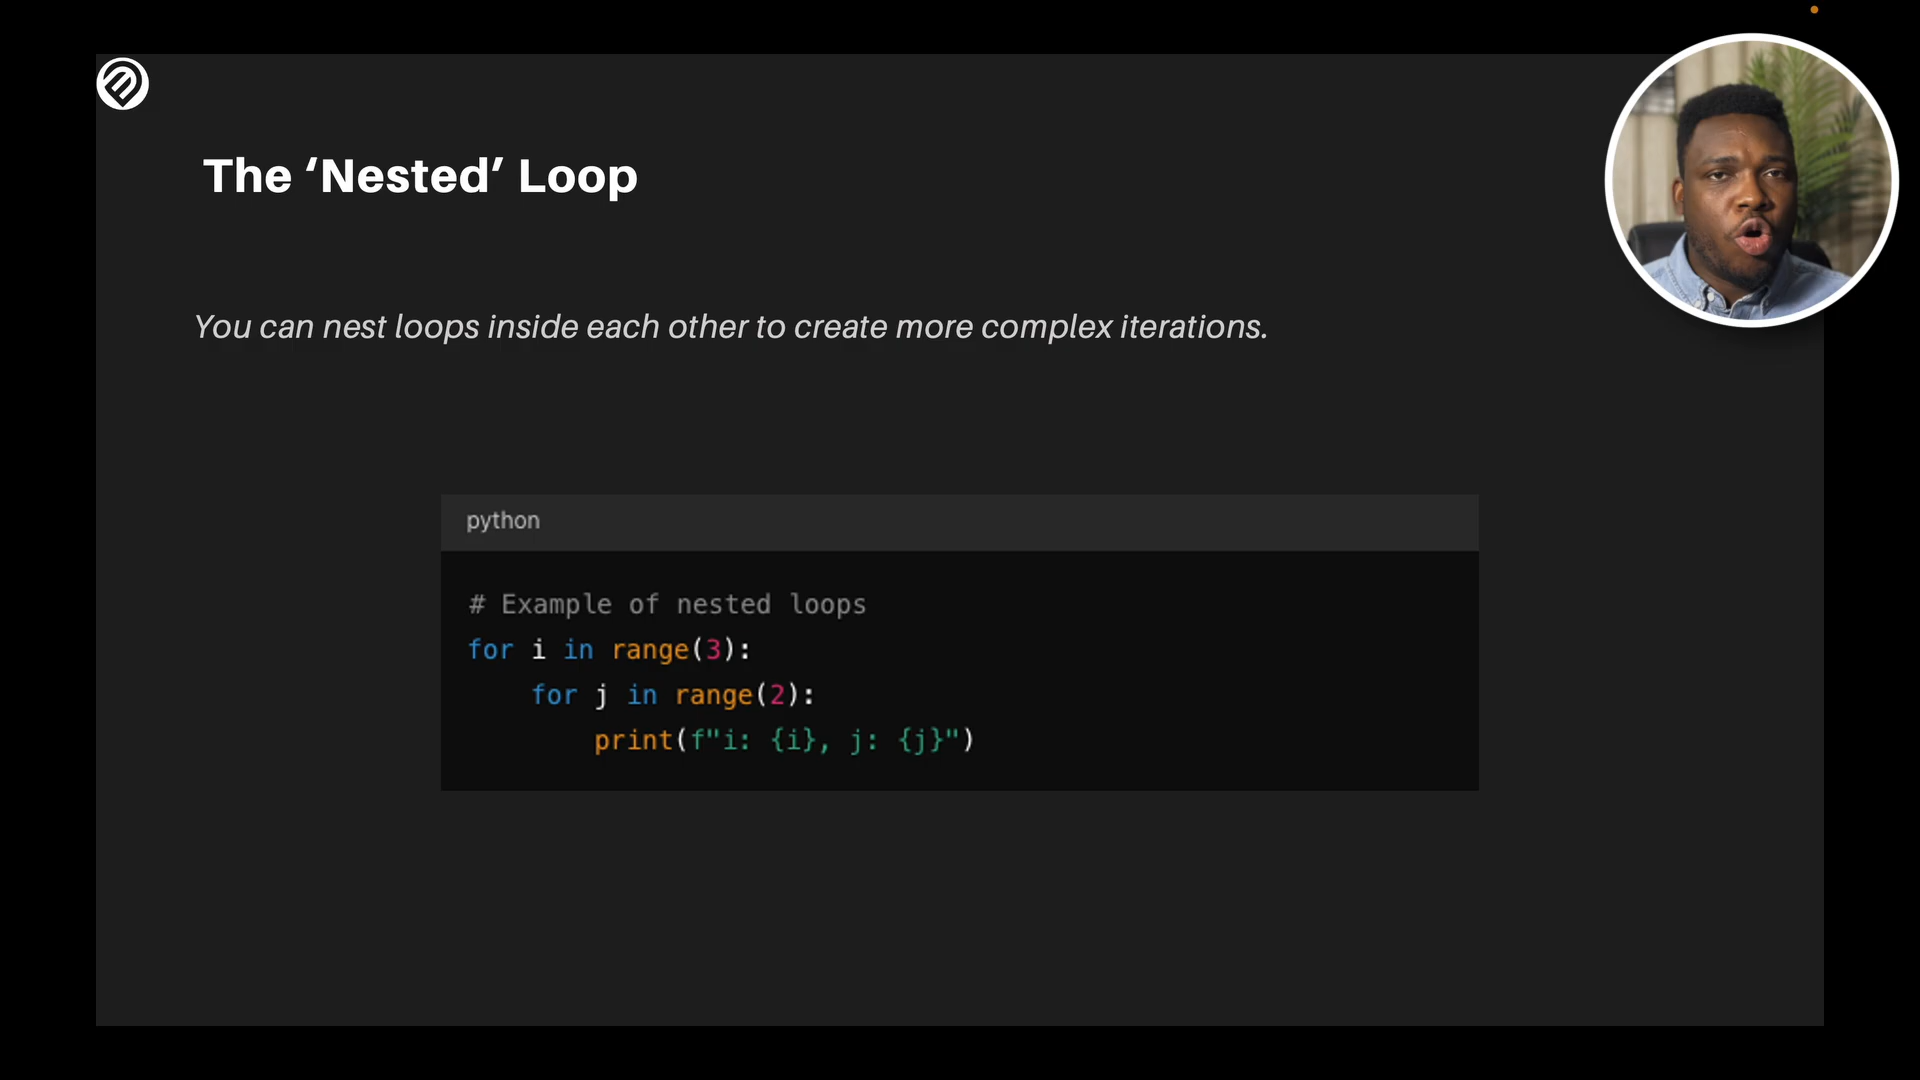 The ‘Nested’ Loop
You can nest loops inside each other to create more complex iterations.
python
# Example of nested loops
for i in range(3):
    for j in range(2):
        print(f"i: {i}, j: {j}")